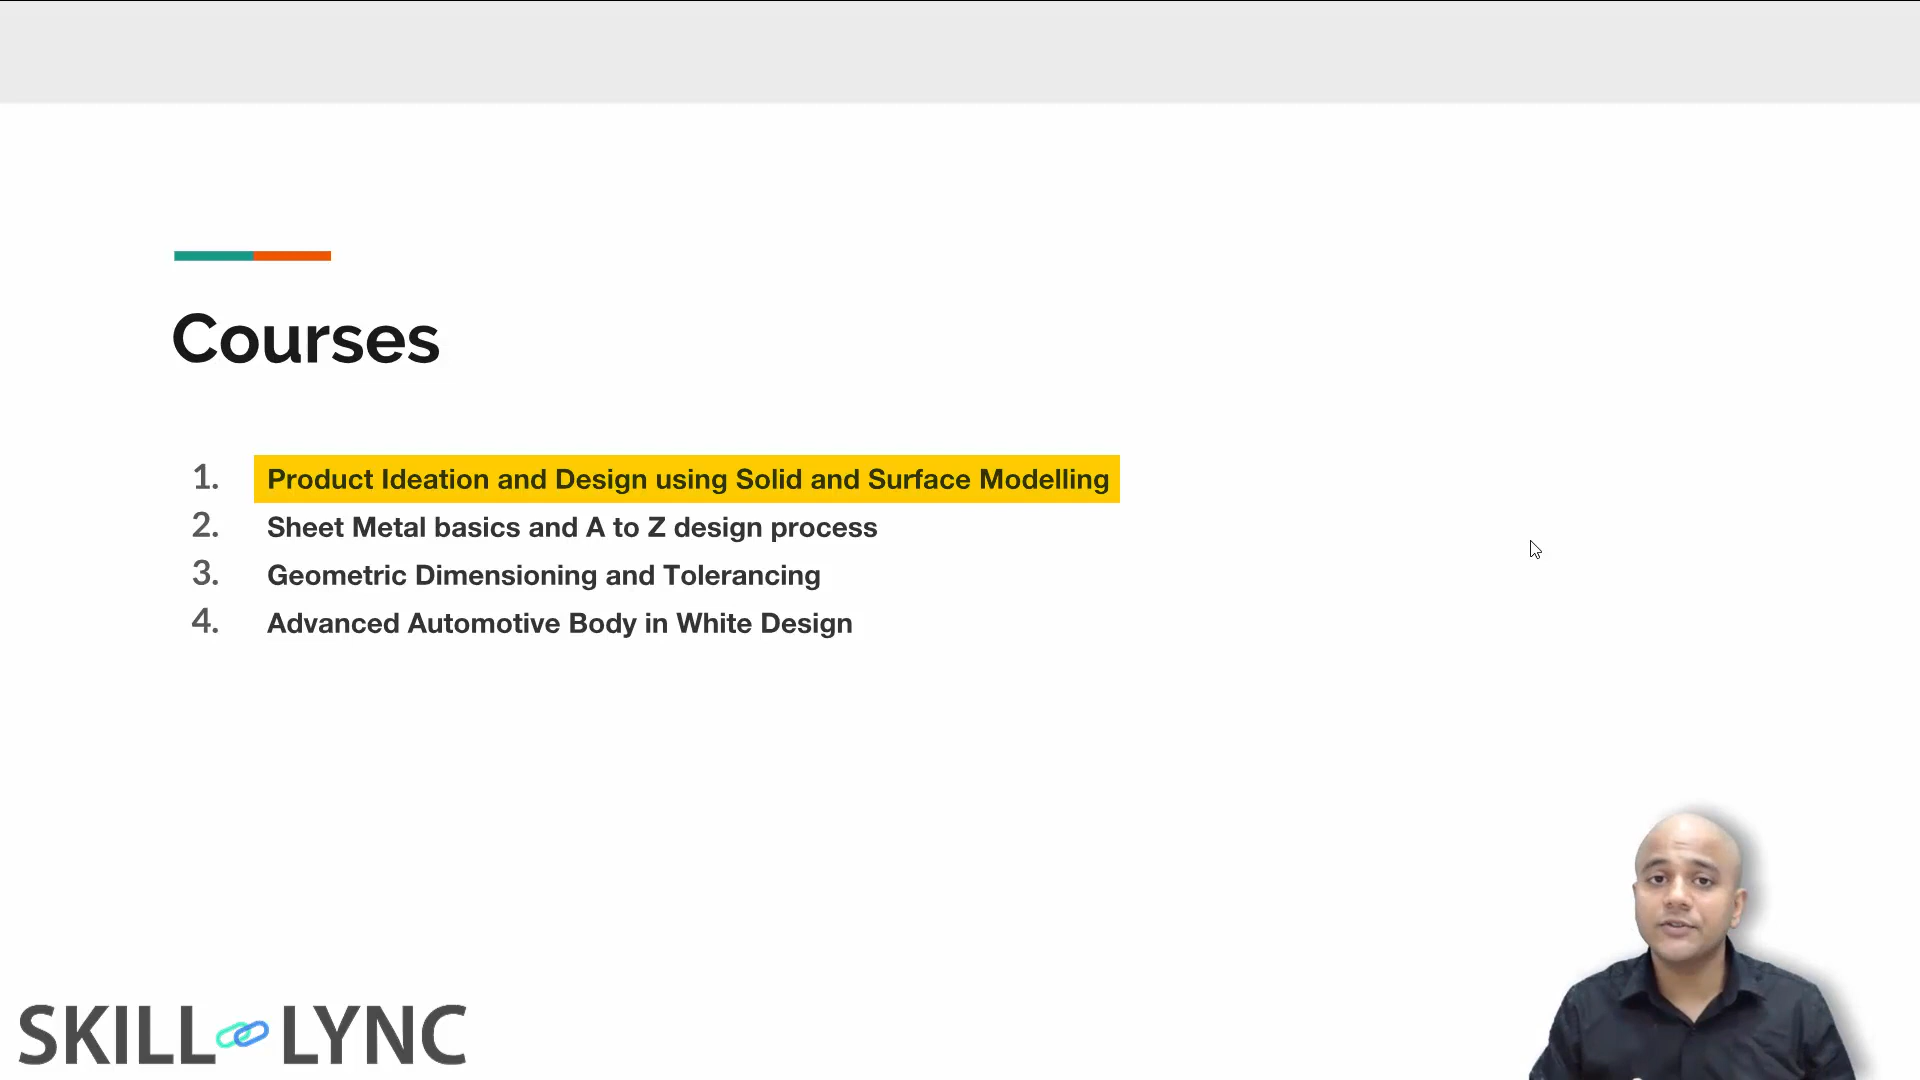 Courses
1. Product Ideation and Design using Solid and Surface Modelling
2. Sheet Metal basics and A to Z design process
3. Geometric Dimensioning and Tolerancing
4. Advanced Automotive Body in White Design
SKILL LYNC